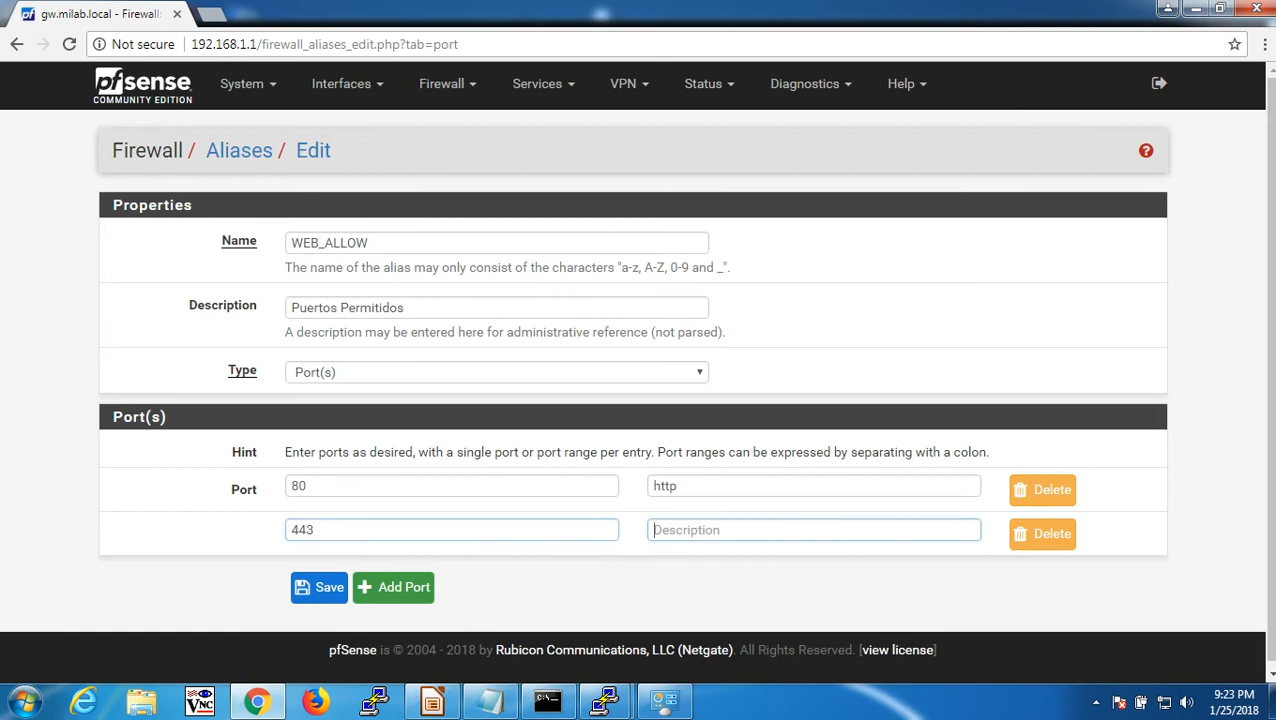 gw.milab.local - Firewall:
Not secure 192.168.1.1/firewall_aliases_edit.php?tab=port
pfsense COMMUNITY EDITION
System Interfaces Firewall Services VPN Status Diagnostics Help
Firewall / Aliases / Edit
Properties
Name WEB_ALLOW
The name of the alias may only consist of the characters "a-z, A-Z, 0-9 and _".
Description Puertos Permitidos
A description may be entered here for administrative reference (not parsed).
Type Port(s)
Port(s)
Hint Enter ports as desired, with a single port or port range per entry. Port ranges can be expressed by separating with a colon.
Port 80 http Delete
443 Description Delete
Save Add Port
pfSense is © 2004 - 2018 by Rubicon Communications, LLC (Netgate). All Rights Reserved. [view license]
VNC C:\
9:23 PM
1/25/2018